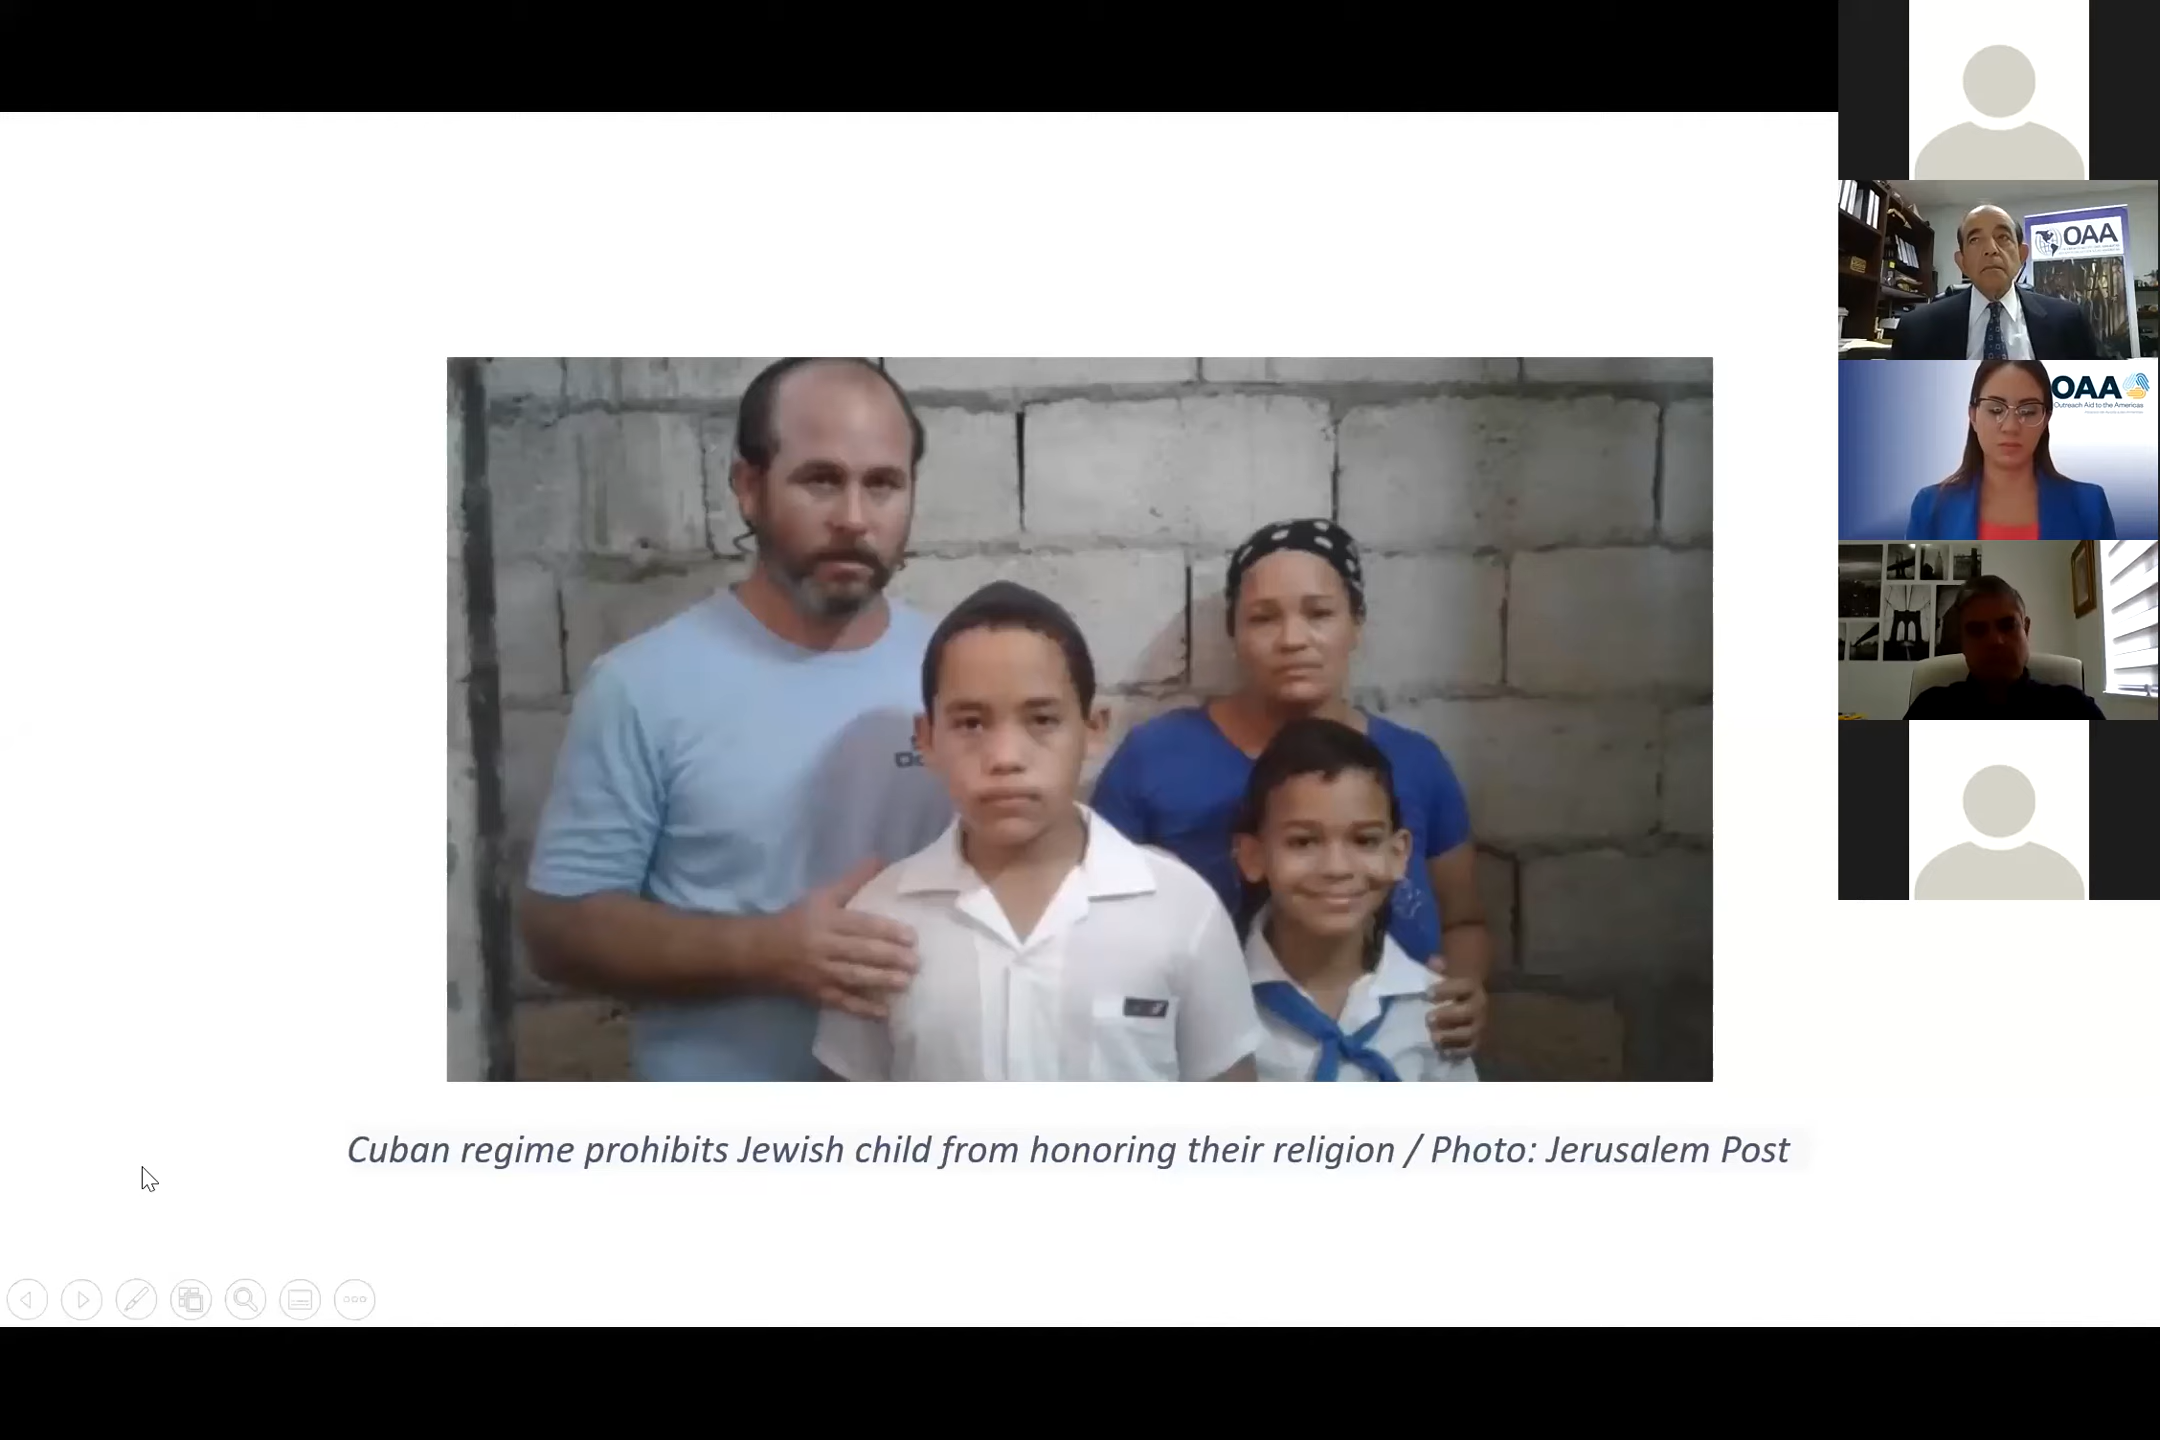 OAA
OAA
Outreach Aid to the Americas
Cuban regime prohibits Jewish child from honoring their religion / Photo: Jerusalem Post